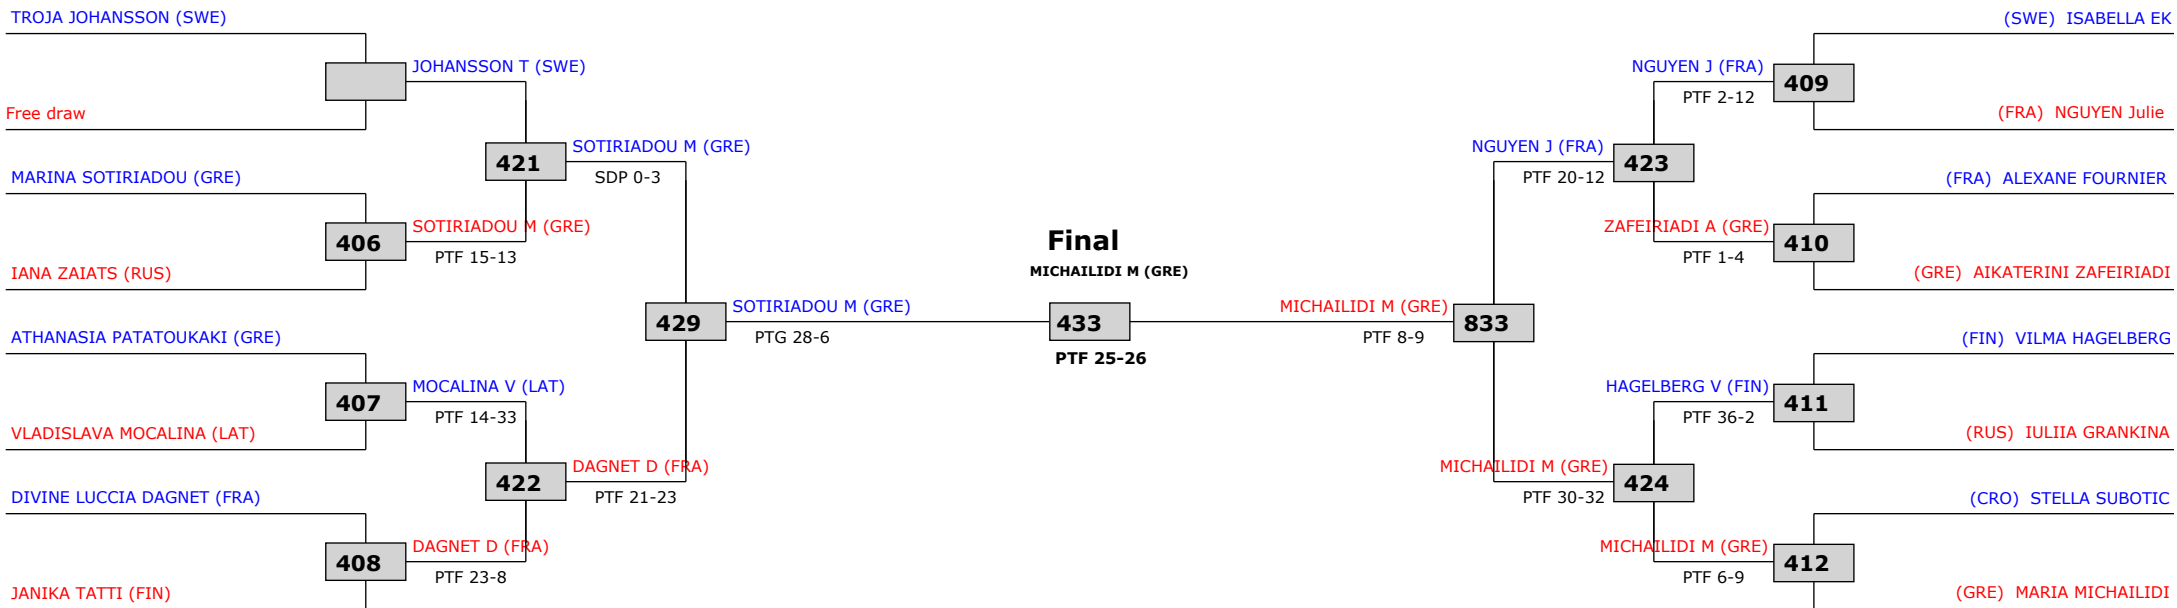 TROJA JOHANSSON (SWE)
JOHANSSON T (SWE)
Free draw
421
SOTIRIADOU M (GRE)
SDP 0-3
MARINA SOTIRIADOU (GRE)
406
SOTIRIADOU M (GRE)
PTF 15-13
IANA ZAIATS (RUS)
429
SOTIRIADOU M (GRE)
PTG 28-6
ATHANASIA PATATOUKAKI (GRE)
407
MOCALINA V (LAT)
PTF 14-33
VLADISLAVA MOCALINA (LAT)
422
DAGNET D (FRA)
PTF 21-23
DIVINE LUCCIA DAGNET (FRA)
408
DAGNET D (FRA)
PTF 23-8
JANIKA TATTI (FIN)
Final
MICHAILIDI M (GRE)
433
PTF 25-26
(SWE) ISABELLA EK
NGUYEN J (FRA)
409
PTF 2-12
(FRA) NGUYEN Julie
NGUYEN J (FRA)
423
PTF 20-12
(FRA) ALEXANE FOURNIER
ZAFEIRIADI A (GRE)
410
PTF 1-4
(GRE) AIKATERINI ZAFEIRIADI
MICHAILIDI M (GRE)
833
PTF 8-9
(FIN) VILMA HAGELBERG
HAGELBERG V (FIN)
411
PTF 36-2
(RUS) IULIIA GRANKINA
MICHAILIDI M (GRE)
424
PTF 30-32
(CRO) STELLA SUBOTIC
MICHAILIDI M (GRE)
412
PTF 6-9
(GRE) MARIA MICHAILIDI